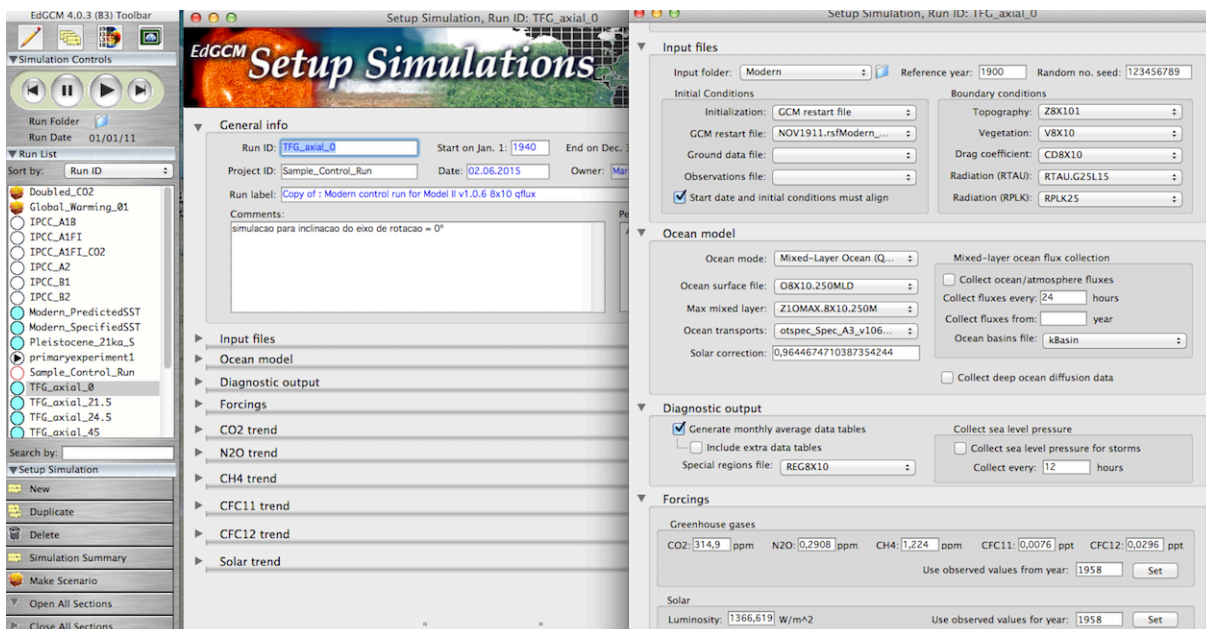 EdGCM 4.0.3 (B3) Toolbar
Simulation Controls
Run Folder
Run Date 01/01/11
Run List
Sort by: Run ID
Doubled_CO2
Global_Warming_01
IPCC_A1B
IPCC_A1FI
IPCC_A1FI_CO2
IPCC_A2
IPCC_B1
IPCC_B2
Modern_PredictedSST
Modern_SpecifiedSST
Pleistocene_21ka_S
primaryexperiment1
Sample_Control_Run
TFG_axial_0
TFG_axial_21.5
TFG_axial_24.5
TFG_axial_45
Search by:
Setup Simulation
New
Duplicate
Delete
Simulation Summary
Make Scenario
Open All Sections
Close All Sections
Setup Simulation, Run ID: TFG_axial_0
EdGCM Setup Simulations
General info
Run ID: TFG_axial_0 Start on Jan. 1: 1940 End on Dec. 3
Project ID: Sample_Control_Run Date: 02.06.2015 Owner: Mar
Run label: Copy of : Modern control run for Model II v1.0.6 8x10 qflux
Comments: Pe
simulacao para inclinacao do eixo de rotacao = 0º
Input files
Ocean model
Diagnostic output
Forcings
CO2 trend
N2O trend
CH4 trend
CFC11 trend
CFC12 trend
Solar trend
Setup Simulation, Run ID: TFG_axial_0
Input files
Input folder: Modern Reference year: 1900 Random no. seed: 123456789
Initial Conditions Boundary conditions
Initialization: GCM restart file Topography: Z8X101
GCM restart file: NOV1911.rsfModern_... Vegetation: V8X10
Ground data file: Drag coefficient: CD8X10
Observations file: Radiation (RTAU): RTAU.G25L15
Start date and initial conditions must align Radiation (RPLK): RPLK25
Ocean model
Ocean mode: Mixed-Layer Ocean (Q... Mixed-layer ocean flux collection
Collect ocean/atmosphere fluxes
Ocean surface file: O8X10.250MLD Collect fluxes every: 24 hours
Max mixed layer: Z1OMAX.8X10.250M Collect fluxes from: year
Ocean transports: otspec_Spec_A3_v106... Ocean basins file: kBasin
Solar correction: 0,9644674710387354244
Collect deep ocean diffusion data
Diagnostic output
Generate monthly average data tables Collect sea level pressure
Include extra data tables Collect sea level pressure for storms
Special regions file: REG8X10 Collect every: 12 hours
Forcings
Greenhouse gases
CO2: 314,9 ppm N2O: 0,2908 ppm CH4: 1,224 ppm CFC11: 0,0076 ppt CFC12: 0,0296 ppt
Use observed values from year: 1958 Set
Solar
Luminosity: 1366,619 W/m^2 Use observed values for year: 1958 Set